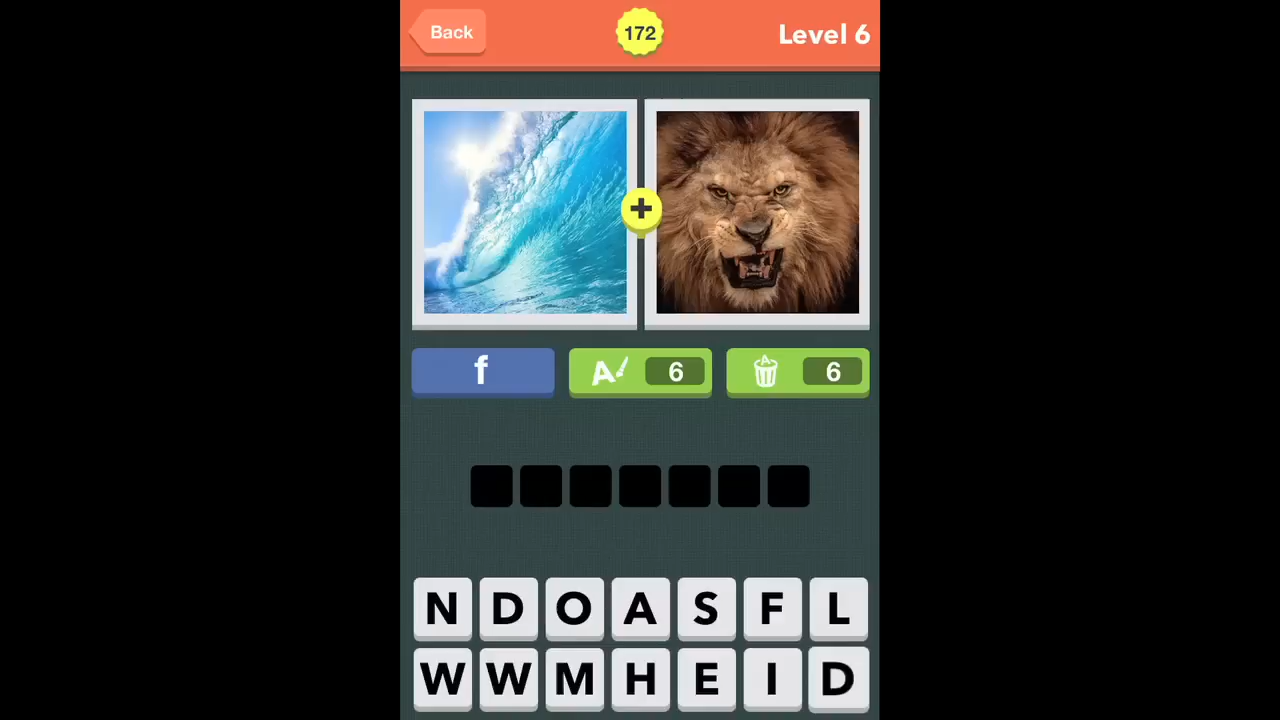 Back 172 Level 6
+
f A 6 A 6
N D O A S F L
W W M H E I D